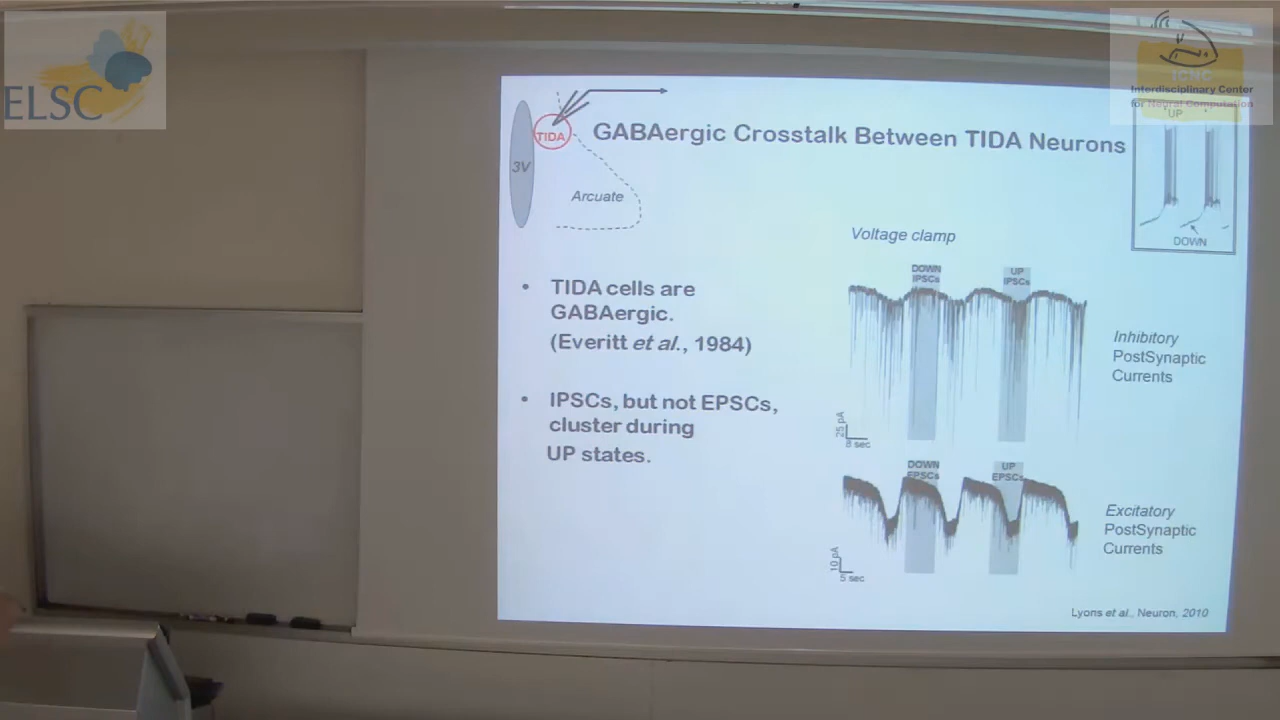 ELSC
ICNC
Interdisciplinary Center
for Neural Computation
UP
DOWN
TIDA
3V
Arcuate
GABAergic Crosstalk Between TIDA Neurons
• TIDA cells are
GABAergic.
(Everitt et al., 1984)
• IPSCs, but not EPSCs,
cluster during
UP states.
Voltage clamp
DOWN
IPSCs
UP
IPSCs
25 pA
8 sec
Inhibitory
PostSynaptic
Currents
DOWN
EPSCs
UP
EPSCs
10 pA
5 sec
Excitatory
PostSynaptic
Currents
Lyons et al., Neuron, 2010